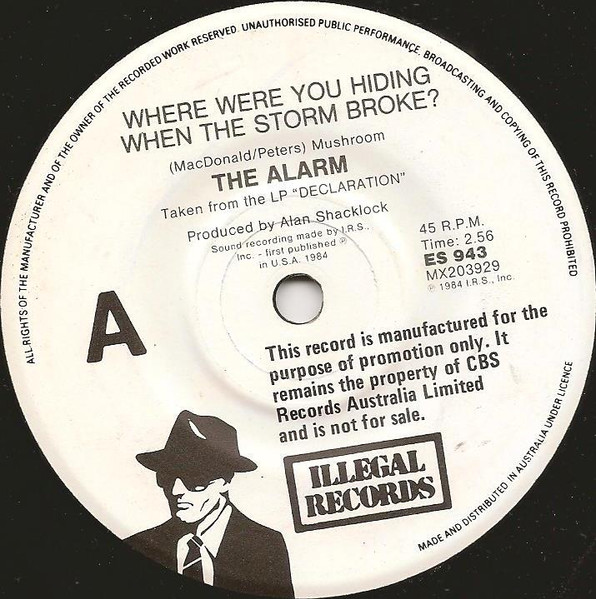 ALL RIGHTS OF THE MANUFACTURER AND OF THE OWNER OF THE RECORDED WORK RESERVED. UNAUTHORISED PUBLIC PERFORMANCE, BROADCASTING AND COPYING OF THIS RECORD PROHIBITED
WHERE WERE YOU HIDING
WHEN THE STORM BROKE?
(MacDonald/Peters) Mushroom
THE ALARM
Taken from the LP "DECLARATION"
Produced by Alan Shacklock
Sound recording made by I.R.S.,
Inc. - first published ℗
in U.S.A. 1984
45 R.P.M.
Time: 2.56
ES 943
MX203929
℗ 1984 I.R.S., Inc.
A
This record is manufactured for the
purpose of promotion only. It
remains the property of CBS
Records Australia Limited
and is not for sale.
ILLEGAL
RECORDS
MADE AND DISTRIBUTED IN AUSTRALIA UNDER LICENCE